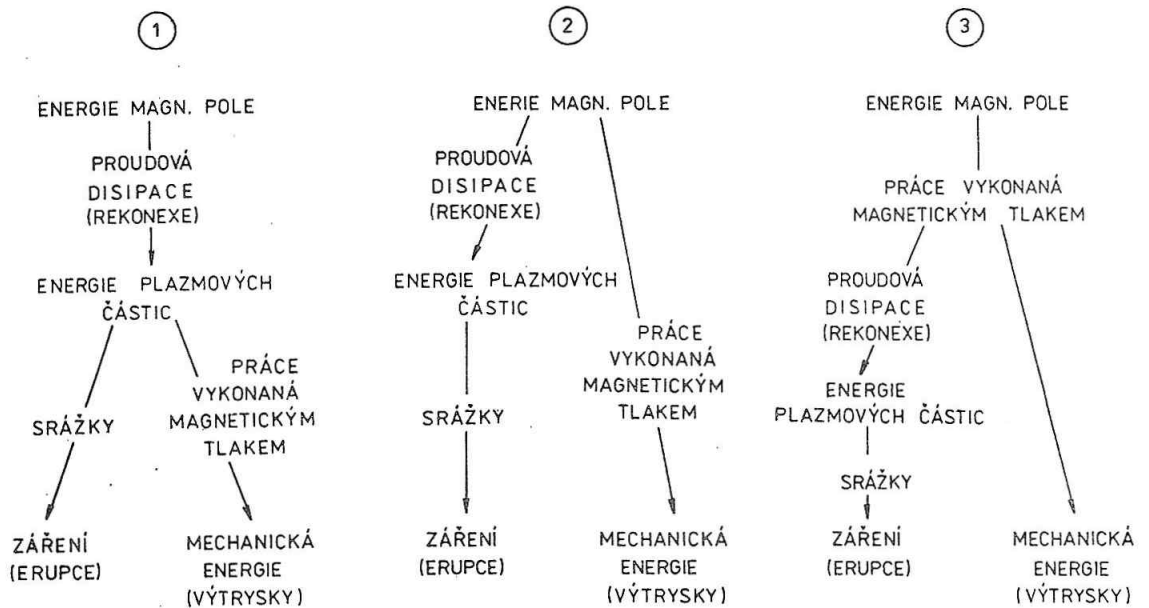 1
ENERGIE MAGN. POLE
PROUDOVÁ
DISIPACE
(REKONEXE)
ENERGIE PLAZMOVÝCH
ČÁSTIC
SRÁŽKY
PRÁCE
VYKONANÁ
MAGNETICKÝM
TLAKEM
ZÁŘENÍ
(ERUPCE)
MECHANICKÁ
ENERGIE
(VÝTRYSKY)
2
ENERIE MAGN. POLE
PROUDOVÁ
DISIPACE
(REKONEXE)
ENERGIE PLAZMOVÝCH
ČÁSTIC
SRÁŽKY
PRÁCE
VYKONANÁ
MAGNETICKÝM
TLAKEM
ZÁŘENÍ
(ERUPCE)
MECHANICKÁ
ENERGIE
(VÝTRYSKY)
3
ENERGIE MAGN. POLE
PRÁCE VYKONANÁ
MAGNETICKÝM TLAKEM
PROUDOVÁ
DISIPACE
(REKONEXE)
ENERGIE
PLAZMOVÝCH ČÁSTIC
SRÁŽKY
ZÁŘENÍ
(ERUPCE)
MECHANICKÁ
ENERGIE
(VÝTRYSKY)